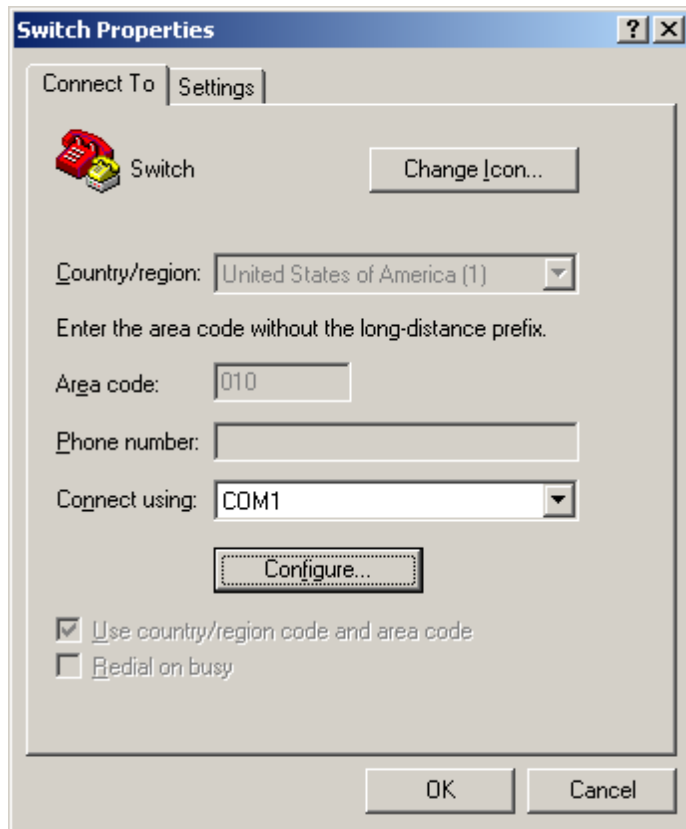 Switch Properties
Connect To Settings
Switch Change Icon...
Country/region: United States of America (1)
Enter the area code without the long-distance prefix.
Area code: 010
Phone number:
Connect using: COM1
Configure...
Use country/region code and area code
Redial on busy
OK Cancel